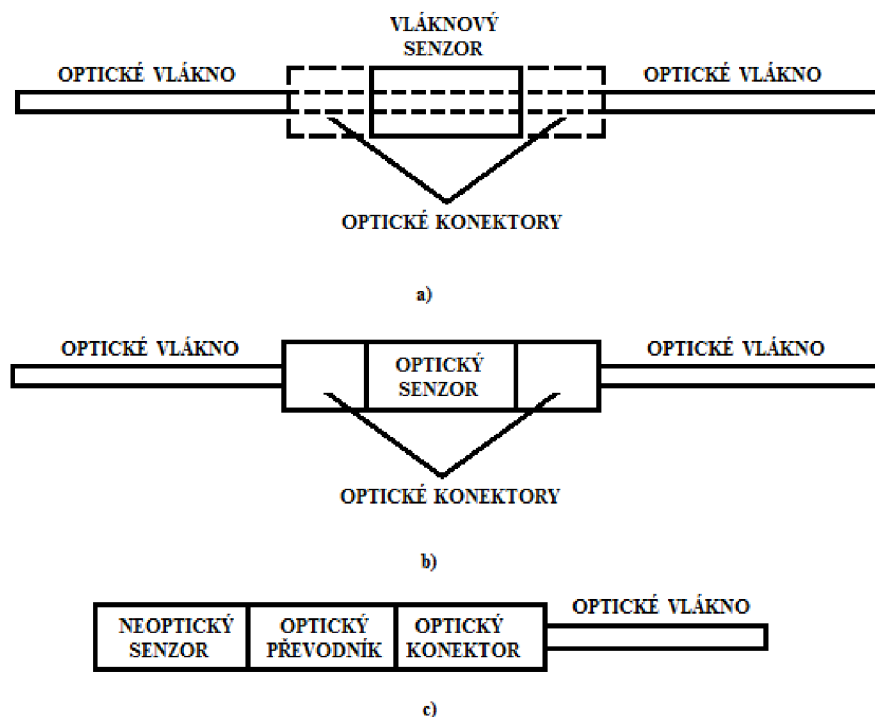 VLÁKNOVÝ
SENZOR
OPTICKÉ VLÁKNO
OPTICKÉ VLÁKNO
OPTICKÉ KONEKTORY
a)
OPTICKÉ VLÁKNO
OPTICKÝ
SENZOR
OPTICKÉ VLÁKNO
OPTICKÉ KONEKTORY
b)
NEOPTICKÝ
SENZOR
OPTICKÝ
PŘEVODNÍK
OPTICKÝ
KONEKTOR
OPTICKÉ VLÁKNO
c)